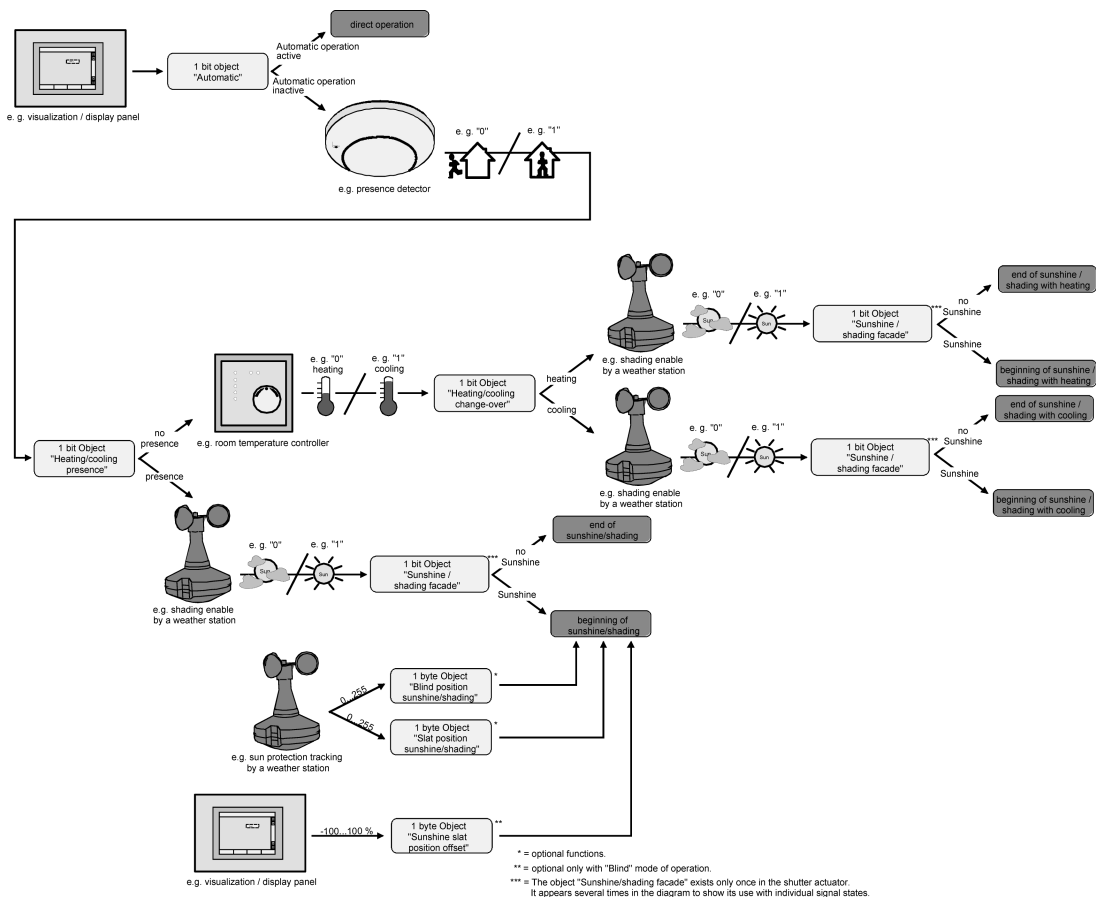 direct operation
Automatic operation
active
1 bit object
"Automatic"
Automatic operation
inactive
e. g. visualization / display panel
e. g. "0"
e. g. "1"
e.g. presence detector
e. g. "0"
e. g. "1"
Sun
Sun
1 bit Object
"Sunshine /
shading facade"
***
no
Sunshine
Sunshine
end of sunshine /
shading with heating
beginning of sunshine /
shading with heating
e.g. shading enable
by a weather station
e. g. "0"
heating
e. g. "1"
cooling
1 bit Object
"Heating/cooling
change-over"
heating
cooling
e.g. room temperature controller
no
presence
presence
1 bit Object
"Heating/cooling
presence"
e. g. "0"
e. g. "1"
Sun
Sun
1 bit Object
"Sunshine /
shading facade"
***
no
Sunshine
Sunshine
end of sunshine /
shading with cooling
beginning of sunshine /
shading with cooling
e.g. shading enable
by a weather station
e. g. "0"
e. g. "1"
Sun
Sun
1 bit Object
"Sunshine /
shading facade"
***
no
Sunshine
Sunshine
end of
sunshine/shading
beginning of
sunshine/shading
e.g. shading enable
by a weather station
0...255
0...255
1 byte Object
"Blind position
sunshine/shading"
*
1 byte Object
"Slat position
sunshine/shading"
*
e.g. sun protection tracking
by a weather station
-100...100 %
1 byte Object
"Sunshine slat
position offset"
**
e.g. visualization / display panel
* = optional functions.
** = optional only with "Blind" mode of operation.
*** = The object "Sunshine/shading facade" exists only once in the shutter actuator.
It appears several times in the diagram to show its use with individual signal states.